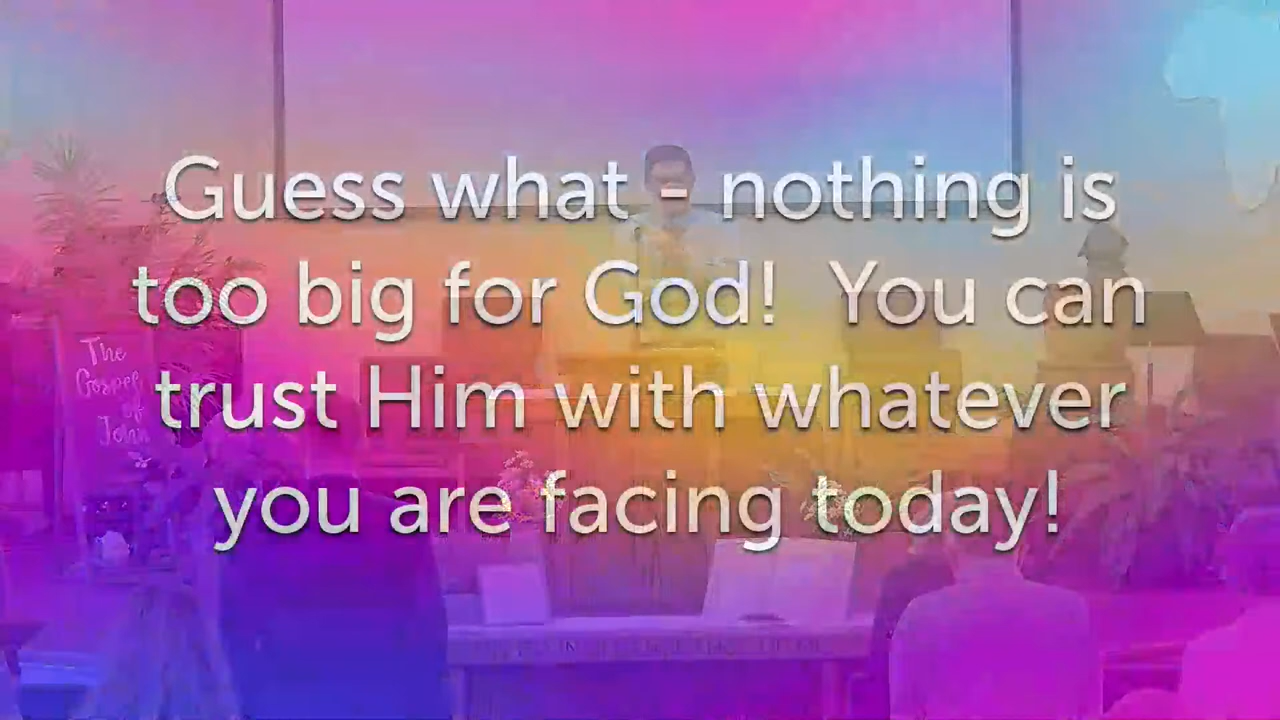 Guess what - nothing is
too big for God!  You can
trust Him with whatever
you are facing today!
The
Gospel
of
John